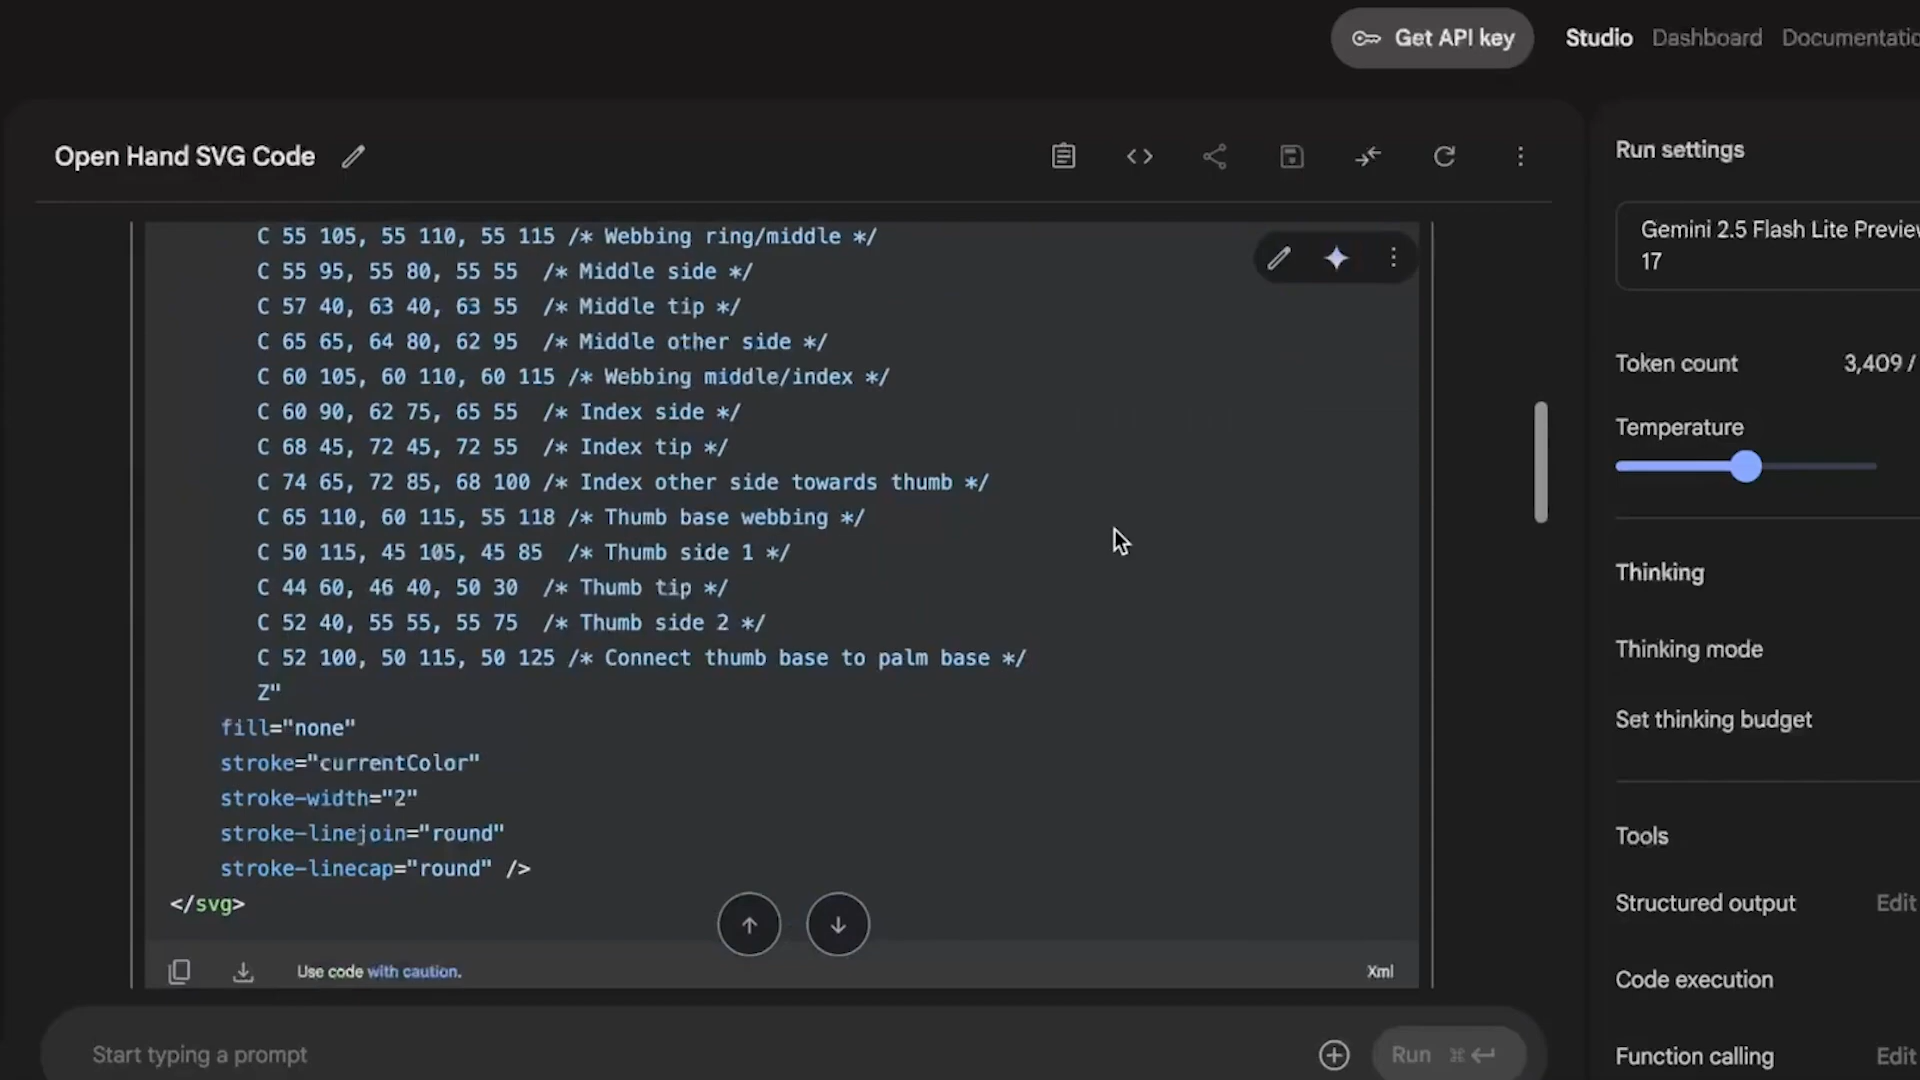 Get API key
Studio
Dashboard
Documentatio
Open Hand SVG Code
C 55 105, 55 110, 55 115 /* Webbing ring/middle */
C 55 95, 55 80, 55 55  /* Middle side */
C 57 40, 63 40, 63 55  /* Middle tip */
C 65 65, 64 80, 62 95  /* Middle other side */
C 60 105, 60 110, 60 115 /* Webbing middle/index */
C 60 90, 62 75, 65 55  /* Index side */
C 68 45, 72 45, 72 55  /* Index tip */
C 74 65, 72 85, 68 100 /* Index other side towards thumb */
C 65 110, 60 115, 55 118 /* Thumb base webbing */
C 50 115, 45 105, 45 85  /* Thumb side 1 */
C 44 60, 46 40, 50 30  /* Thumb tip */
C 52 40, 55 55, 55 75  /* Thumb side 2 */
C 52 100, 50 115, 50 125 /* Connect thumb base to palm base */
Z"
fill="none"
stroke="currentColor"
stroke-width="2"
stroke-linejoin="round"
stroke-linecap="round" />
</svg>
Use code with caution.
Xml
Start typing a prompt
Run ⌘↵
Run settings
Gemini 2.5 Flash Lite Preview
17
Token count
3,409 /
Temperature
Thinking
Thinking mode
Set thinking budget
Tools
Structured output
Edit
Code execution
Function calling
Edit